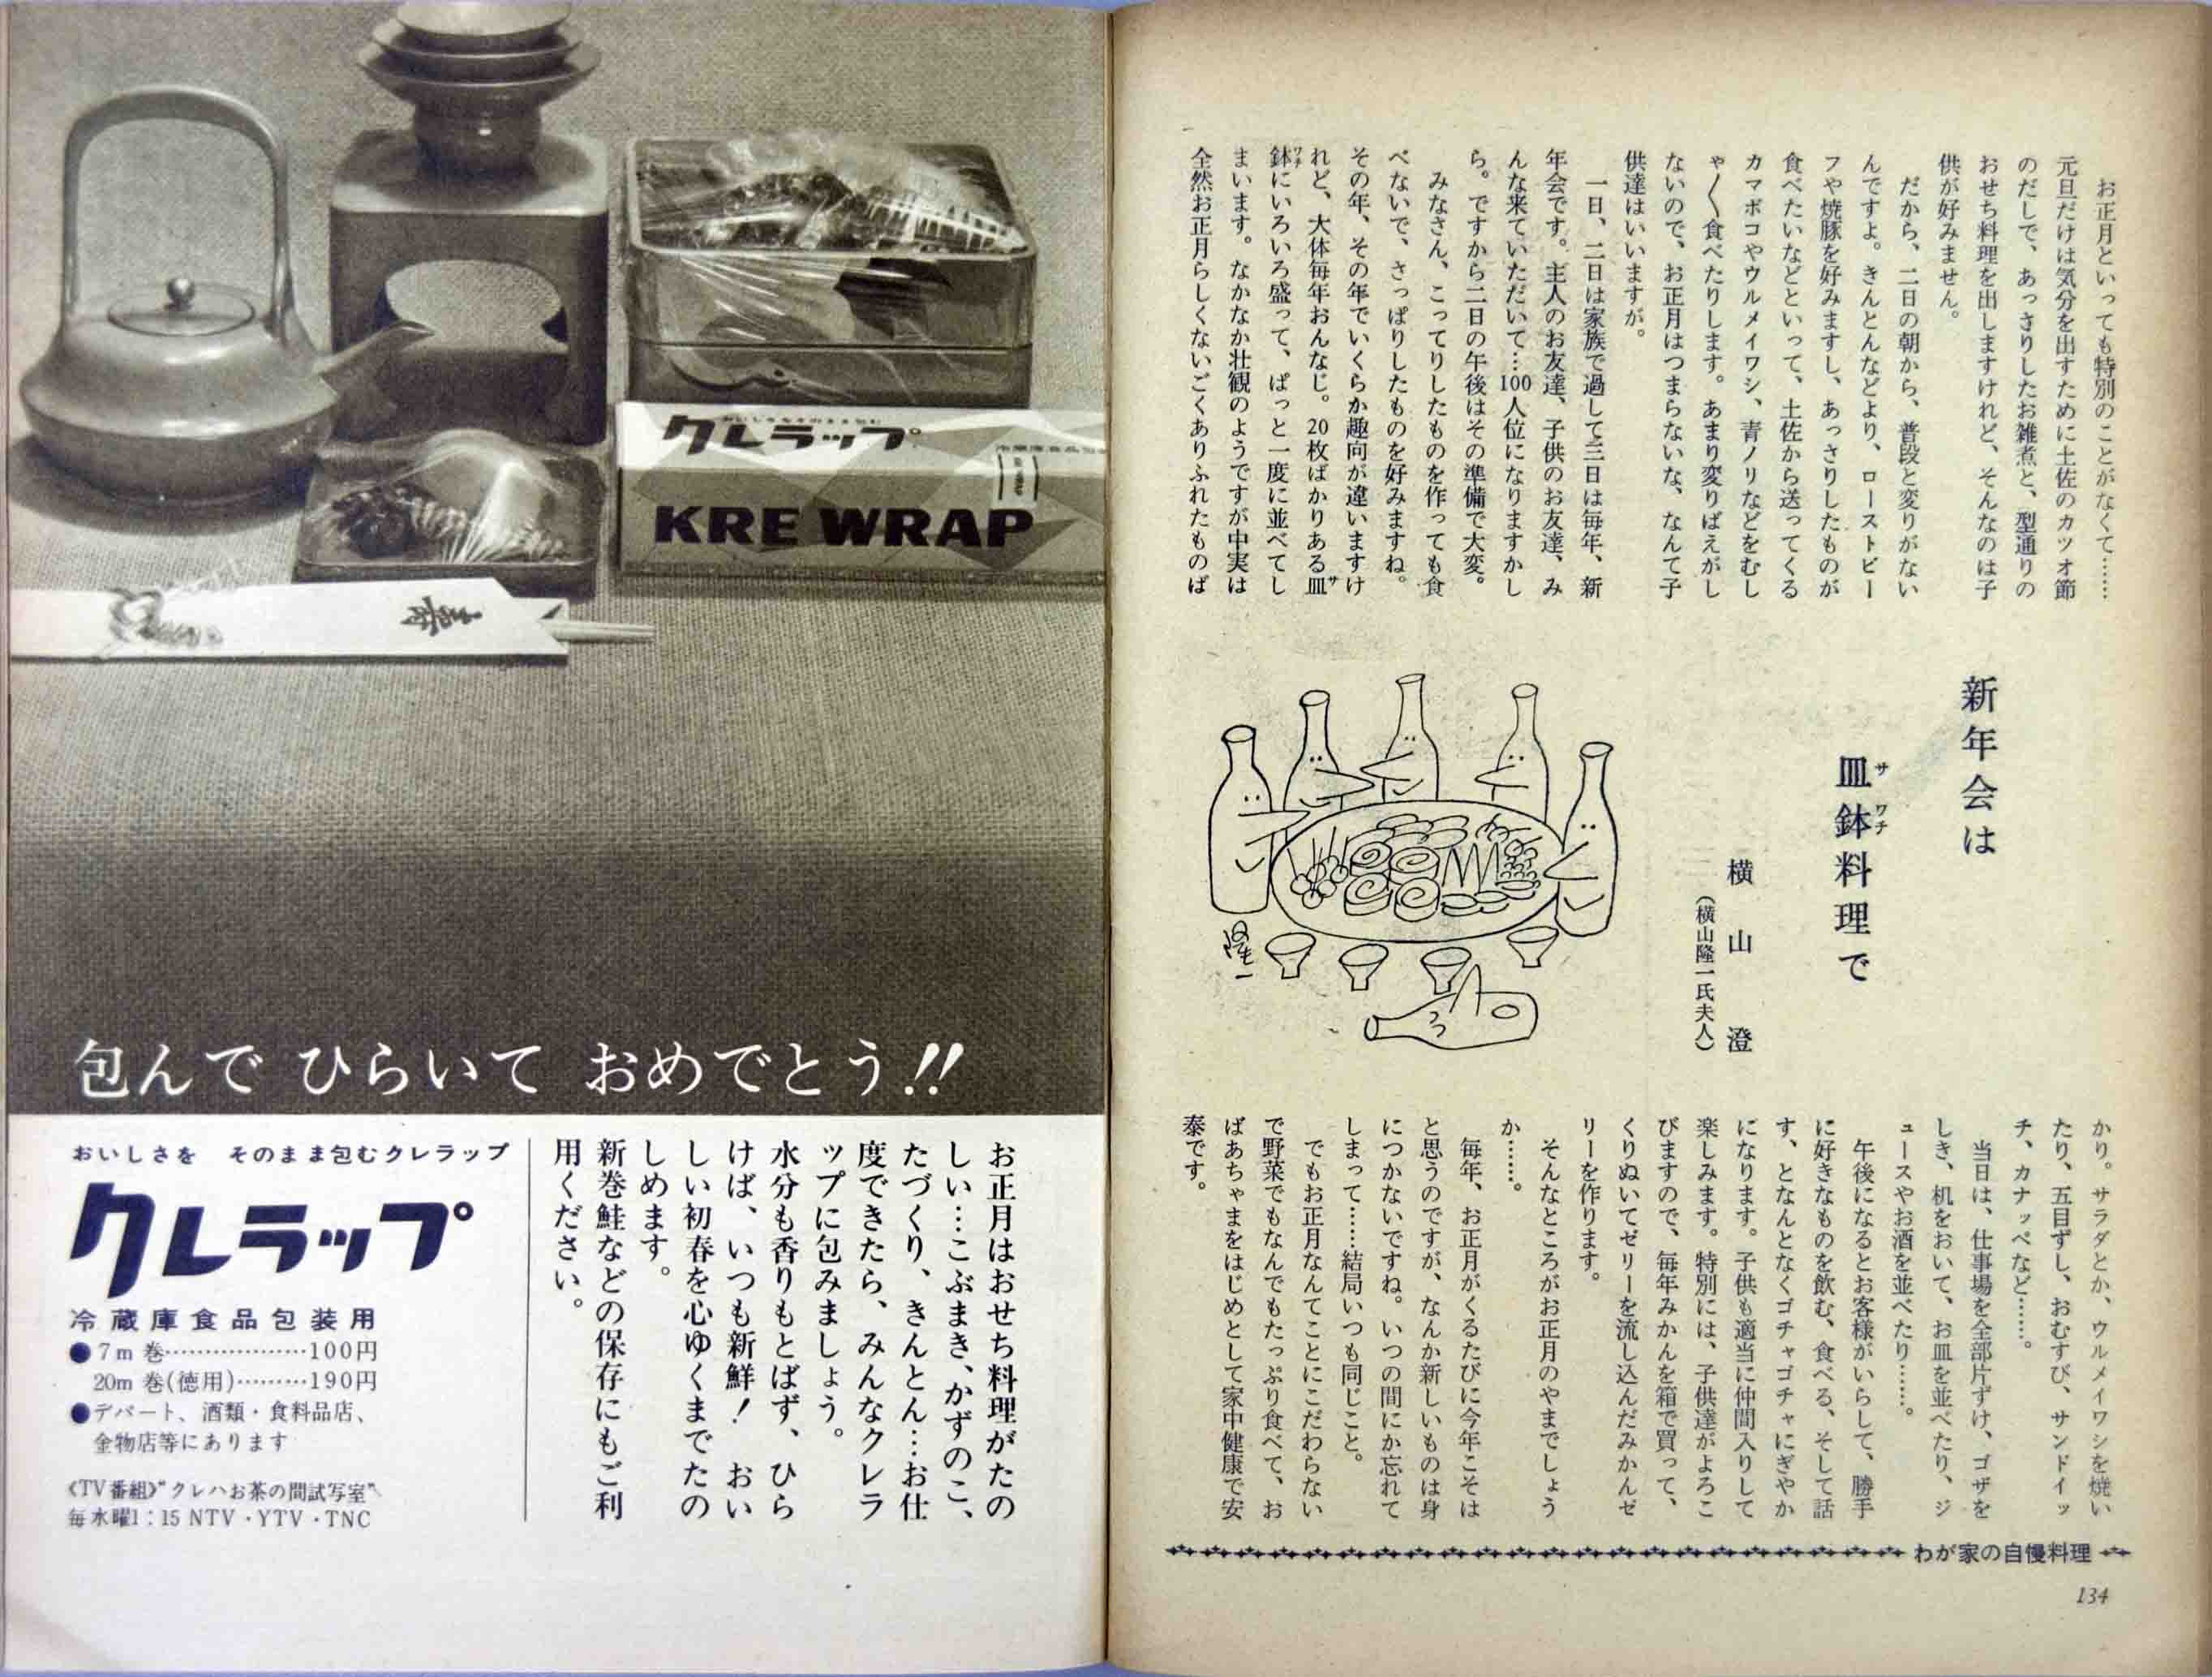 お正月といっても特別のことがなくて……
元旦だけは気分を出すために土佐のカツオ節
のだしで、あっさりしたお雑煮と、型通りの
おせち料理を出しますけれど、そんなのは子
供が好みません。
だから、二日の朝から、普段と変りがない
んですよ。きんとんなどより、ローストビー
フや焼豚を好みますし、あっさりしたものが
食べたいなどといって、土佐から送ってくる
カマボコやウルメイワシ、青ノリなどをむし
ゃ〱食べたりします。あまり変りばえがし
ないので、お正月はつまらないな、なんて子
供達はいいますが。
一日、二日は家族で過して三日は毎年、新
年会です。主人のお友達、子供のお友達、み
んな来ていただいて…100人位になりますかし
ら。ですから二日の午後はその準備で大変。
みなさん、こってりしたものを作っても食
べないで、さっぱりしたものを好みますね。
その年、その年でいくらか趣向が違いますけ
れど、大体毎年おんなじ。20枚ばかりある皿サ
鉢ワチにいろいろ盛って、ぱっと一度に並べてし
まいます。なかなか壮観のようですが中実は
全然お正月らしくないごくありふれたものば
新年会は
皿サ鉢ワチ料理で
横山 澄
（横山隆一氏夫人）
隆一
かり。サラダとか、ウルメイワシを焼い
たり、五目ずし、おむすび、サンドイッ
チ、カナッペなど……。
当日は、仕事場を全部片ずけ、ゴザを
しき、机をおいて、お皿を並べたり、ジ
ュースやお酒を並べたり……。
午後になるとお客様がいらして、勝手
に好きなものを飲む、食べる、そして話
す、となんとなくゴチャゴチャにぎやか
になります。子供も適当に仲間入りして
楽しみます。特別には、子供達がよろこ
びますので、毎年みかんを箱で買って、
くりぬいてゼリーを流し込んだみかんゼ
リーを作ります。
そんなところがお正月のやまでしょう
か……。
毎年、お正月がくるたびに今年こそは
と思うのですが、なんか新しいものは身
につかないですね。いつの間にか忘れて
しまって……結局いつも同じこと。
でもお正月なんてことにこだわらない
で野菜でもなんでもたっぷり食べて、お
ばあちゃまをはじめとして家中健康で安
泰です。
わが家の自慢料理
134
おいしさをそのまま包む
クレラップ
冷蔵庫食品包装
KRE WRAP
寿
包んで ひらいて おめでとう!!
お正月はおせち料理がたの
しい…こぶまき、かずのこ、
たづくり、きんとん…お仕
度できたら、みんなクレラ
ップに包みましょう。
水分も香りもとばず、ひら
けば、いつも新鮮！ おい
しい初春を心ゆくまでたの
しめます。
新巻鮭などの保存にもご利
用ください。
おいしさを そのまま包むクレラップ
クレラップ
冷蔵庫食品包装用
●7m 巻………………100円
20m 巻(徳用)………190円
●デパート、酒類・食料品店、
金物店等にあります
《TV番組》“クレハお茶の間試写室”
毎水曜1：15 NTV・YTV・TNC